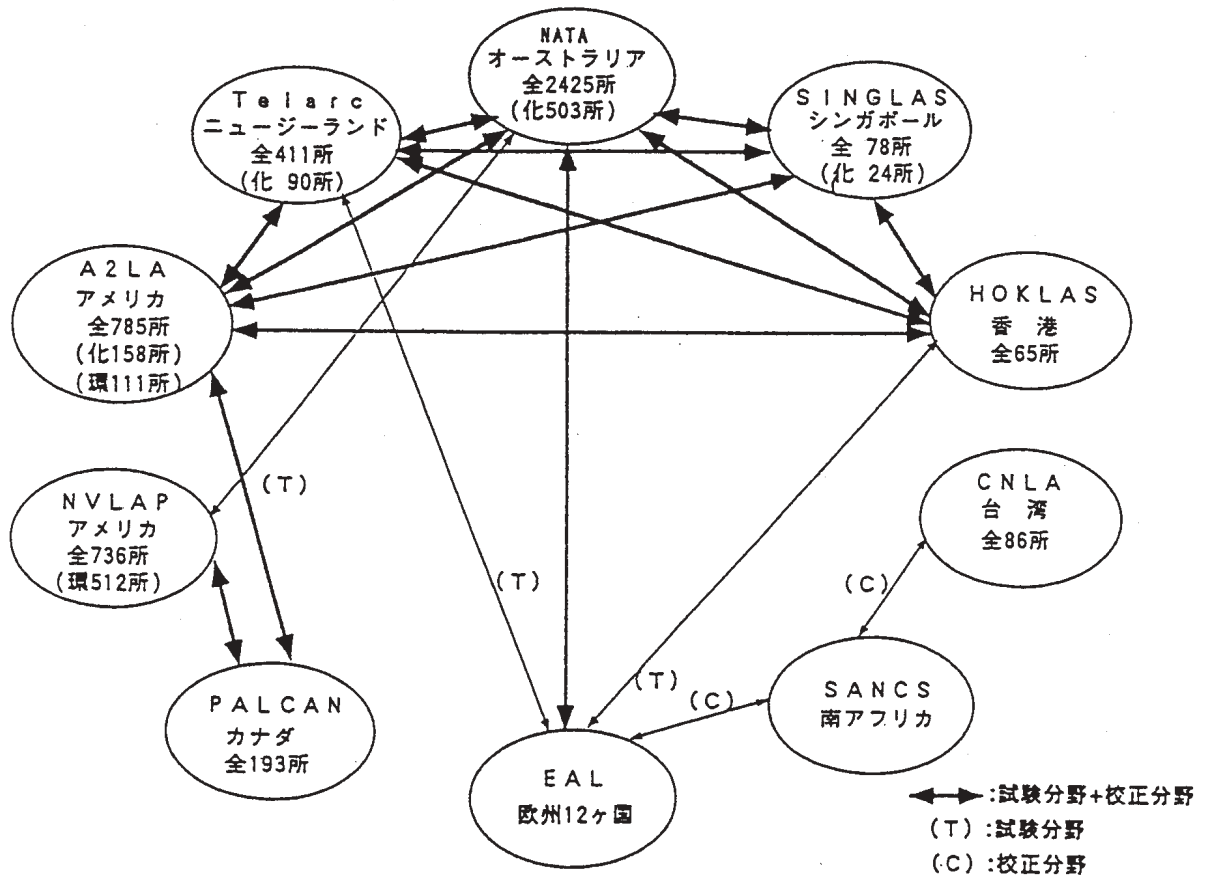 NATA
オーストラリア
全2425所
(化503所)
Telarc
ニュージーランド
全411所
(化 90所)
SINGLAS
シンガポール
全 78所
(化 24所)
A2LA
アメリカ
全785所
(化158所)
(環111所)
HOKLAS
香 港
全65所
NVLAP
アメリカ
全736所
(環512所)
(T)
CNLA
台 湾
全86所
(T)
(C)
PALCAN
カナダ
全193所
(T)
(C)
SANCS
南アフリカ
EAL
欧州12ヶ国
:試験分野+校正分野
(T):試験分野
(C):校正分野